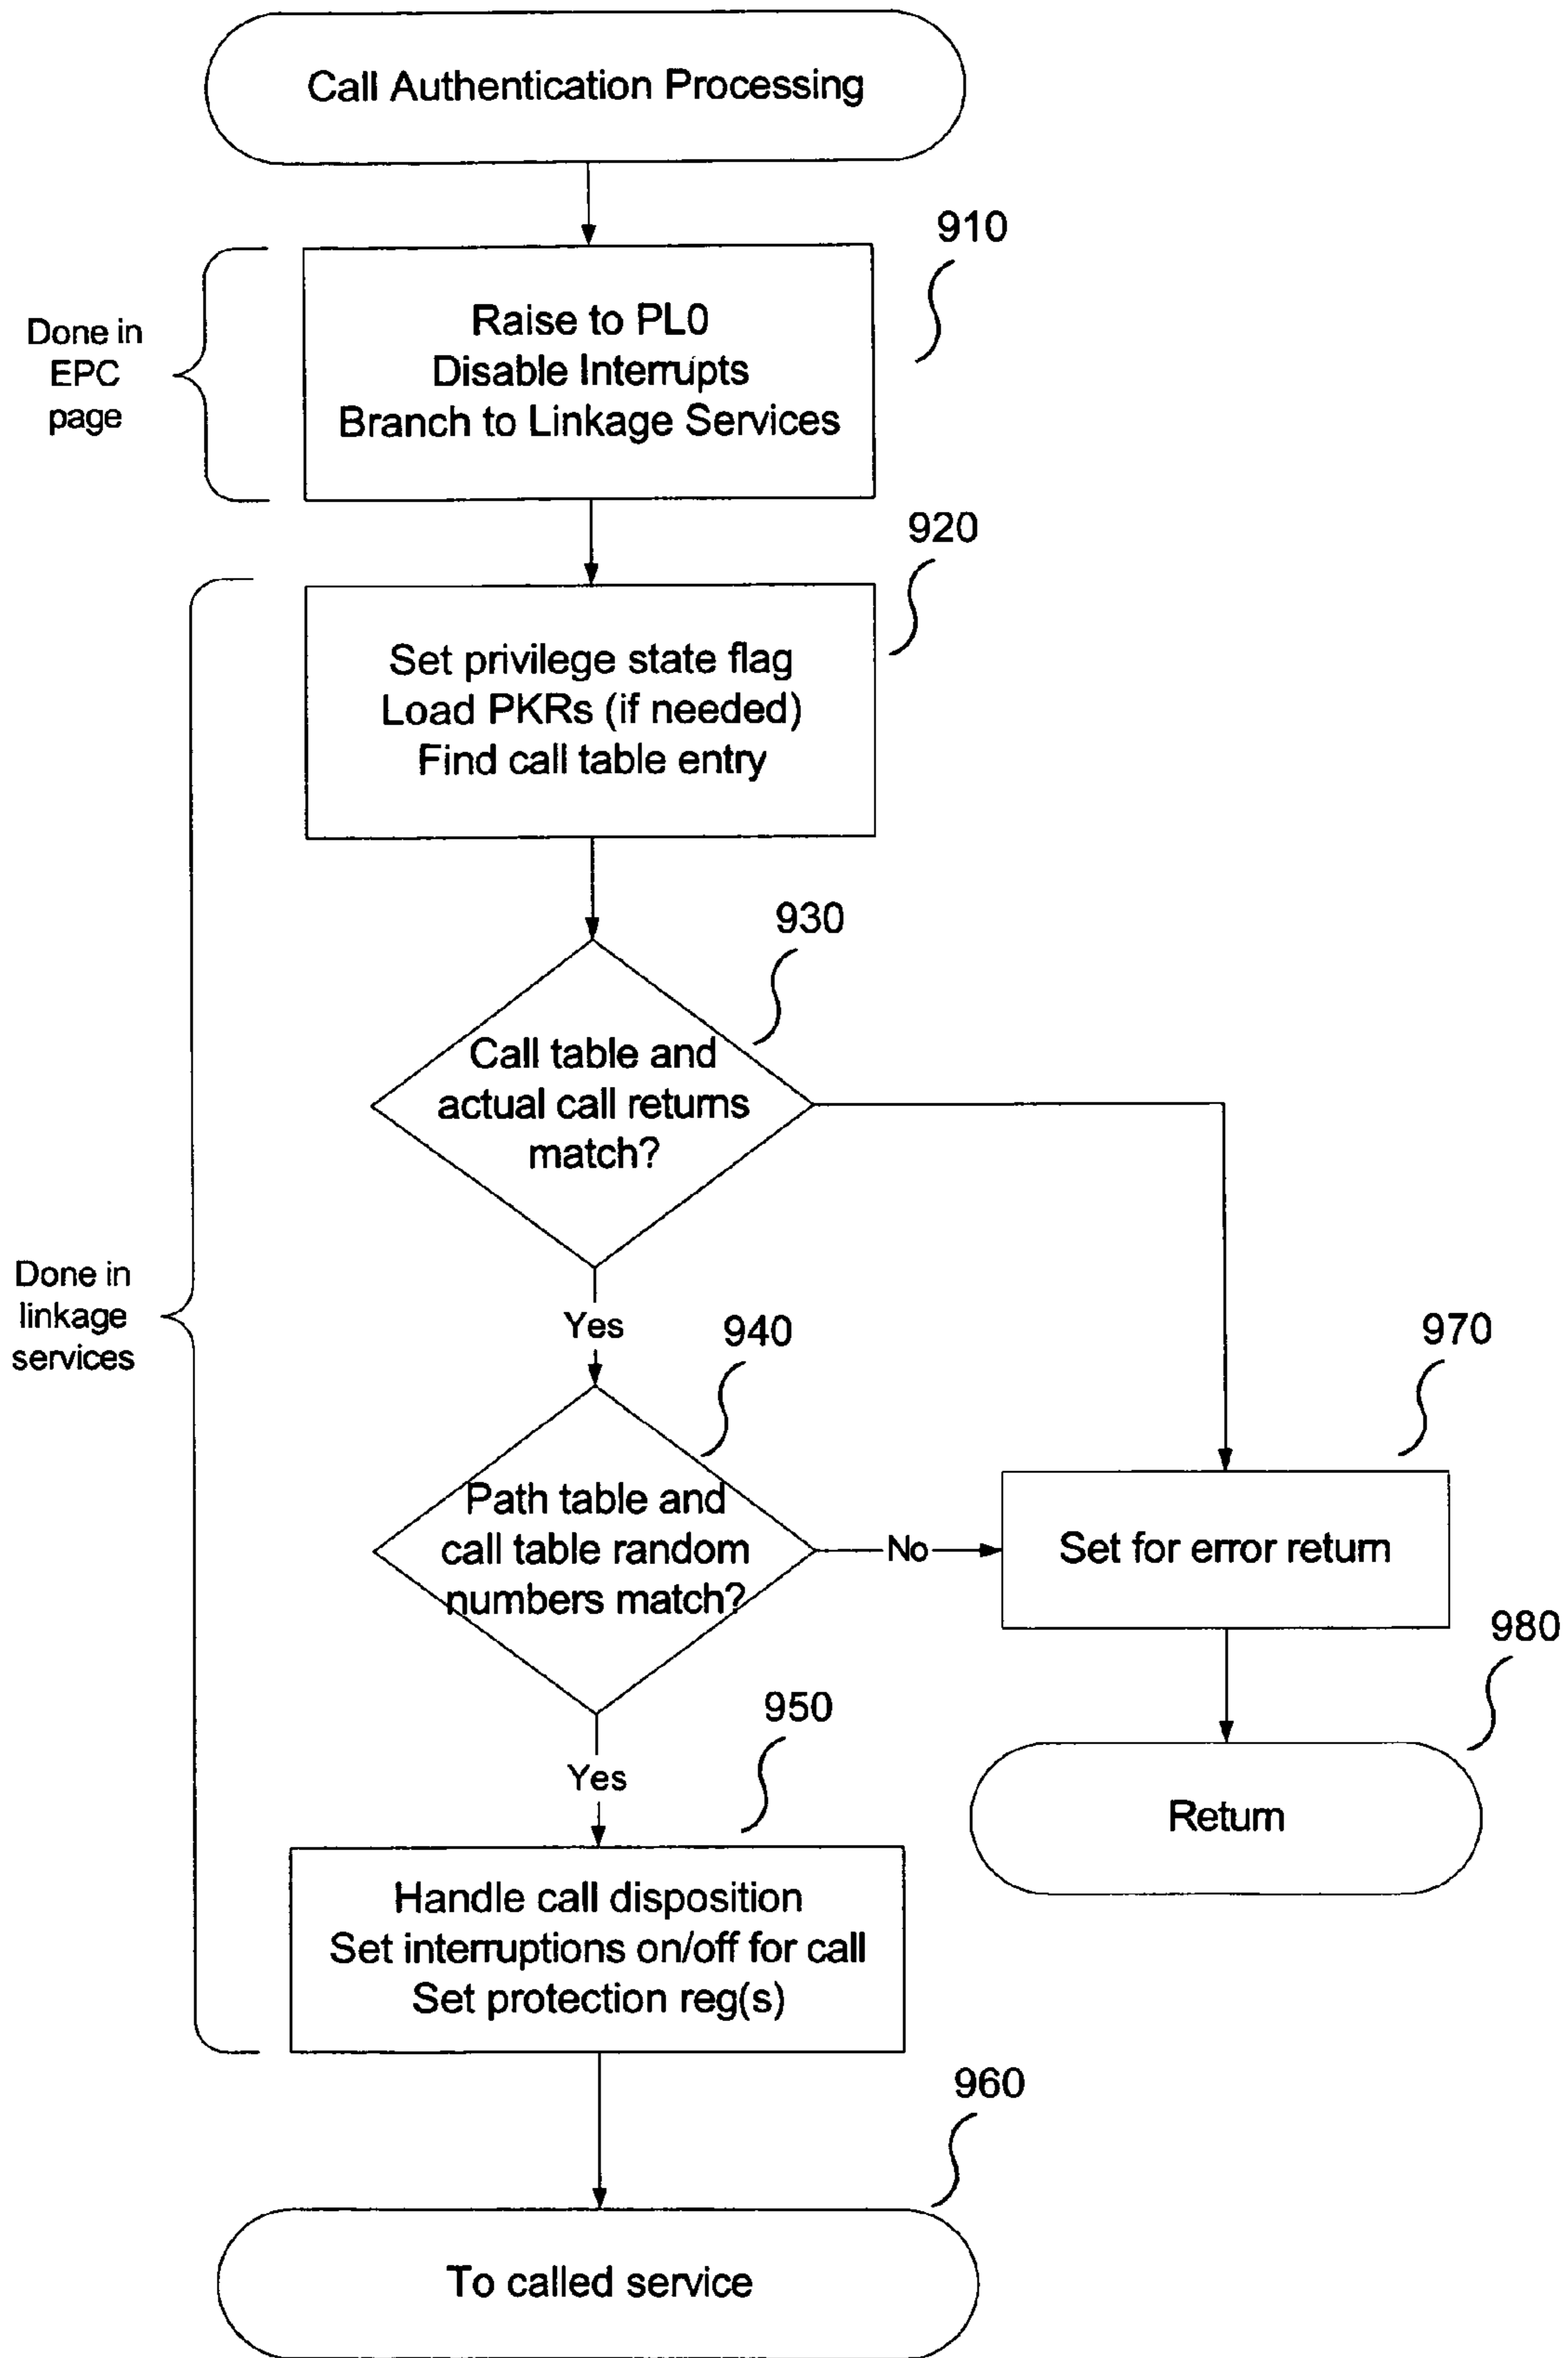 Call Authentication Processing
910
Done in
EPC
page
Raise to PL0
Disable Interrupts
Branch to Linkage Services
920
Set privilege state flag
Load PKRs (if needed)
Find call table entry
930
Call table and
actual call returns
match?
Done in
linkage
services
Yes
940
970
Path table and
call table random
numbers match?
No
Set for error return
980
950
Yes
Return
Handle call disposition
Set interruptions on/off for call
Set protection reg(s)
960
To called service